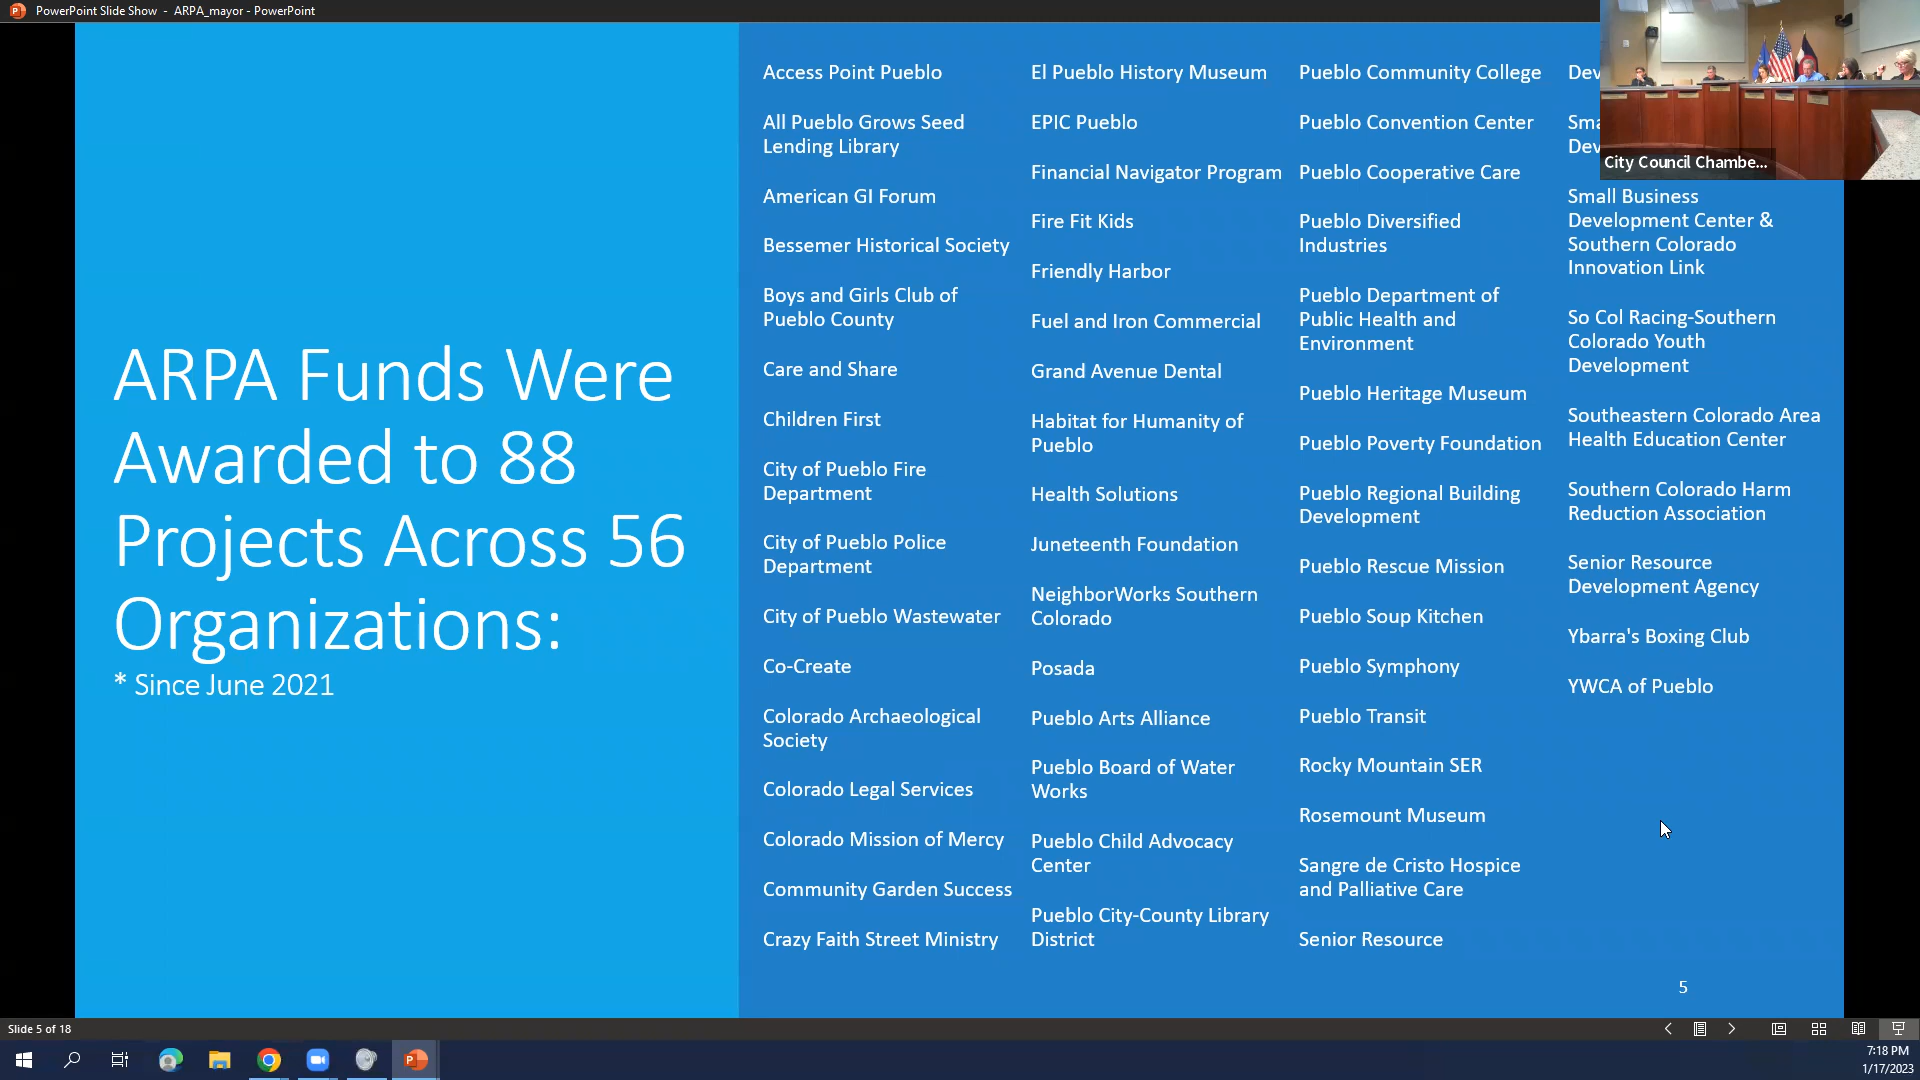 PowerPoint Slide Show - ARPA_mayor - PowerPoint
ARPA Funds Were
Awarded to 88
Projects Across 56
Organizations:
* Since June 2021
Access Point Pueblo
All Pueblo Grows Seed
Lending Library
American GI Forum
Bessemer Historical Society
Boys and Girls Club of
Pueblo County
Care and Share
Children First
City of Pueblo Fire
Department
City of Pueblo Police
Department
City of Pueblo Wastewater
Co-Create
Colorado Archaeological
Society
Colorado Legal Services
Colorado Mission of Mercy
Community Garden Success
Crazy Faith Street Ministry
El Pueblo History Museum
EPIC Pueblo
Financial Navigator Program
Fire Fit Kids
Friendly Harbor
Fuel and Iron Commercial
Grand Avenue Dental
Habitat for Humanity of
Pueblo
Health Solutions
Juneteenth Foundation
NeighborWorks Southern
Colorado
Posada
Pueblo Arts Alliance
Pueblo Board of Water
Works
Pueblo Child Advocacy
Center
Pueblo City-County Library
District
Pueblo Community College
Pueblo Convention Center
Pueblo Cooperative Care
Pueblo Diversified
Industries
Pueblo Department of
Public Health and
Environment
Pueblo Heritage Museum
Pueblo Poverty Foundation
Pueblo Regional Building
Development
Pueblo Rescue Mission
Pueblo Soup Kitchen
Pueblo Symphony
Pueblo Transit
Rocky Mountain SER
Rosemount Museum
Sangre de Cristo Hospice
and Palliative Care
Senior Resource
Dev
Sma
Dev
Small Business
Development Center &
Southern Colorado
Innovation Link
So Col Racing-Southern
Colorado Youth
Development
Southeastern Colorado Area
Health Education Center
Southern Colorado Harm
Reduction Association
Senior Resource
Development Agency
Ybarra's Boxing Club
YWCA of Pueblo
City Council Chambe...
5
Slide 5 of 18
7:18 PM
1/17/2023